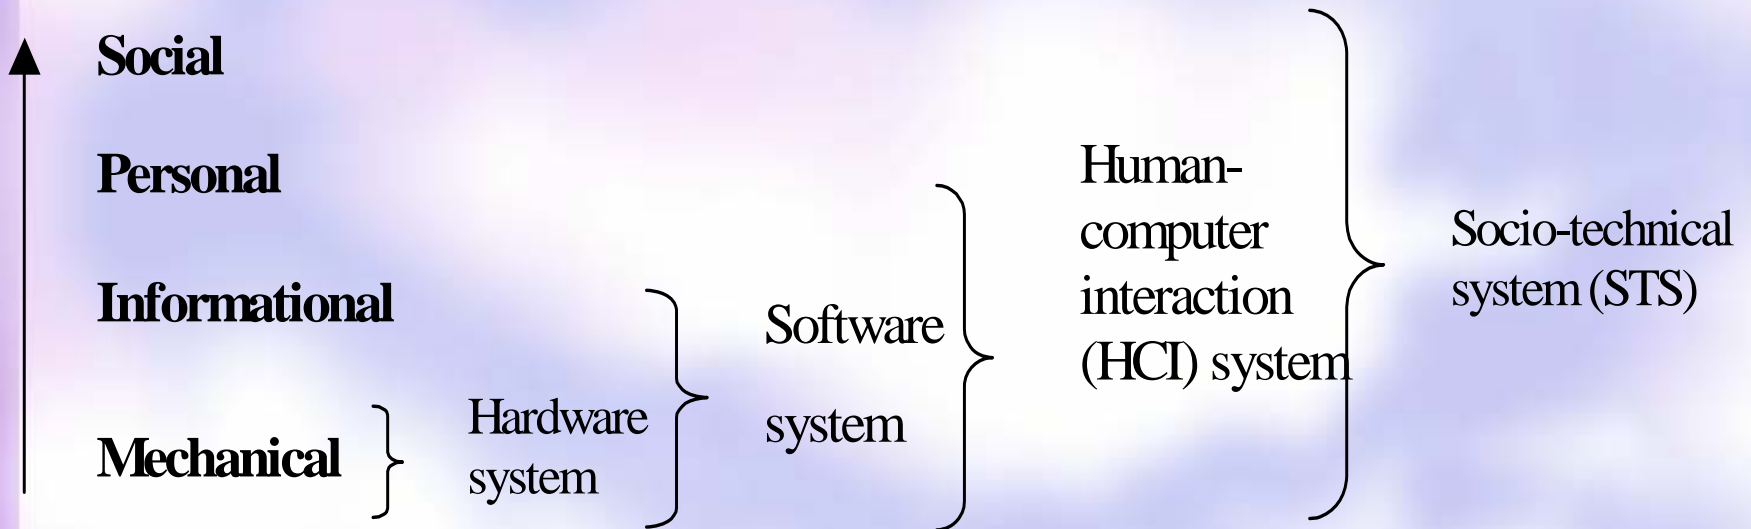 Social
Personal
Informational
Mechanical
Hardware
system
Software
system
Human-
computer
interaction
(HCI) system
Socio-technical
system (STS)